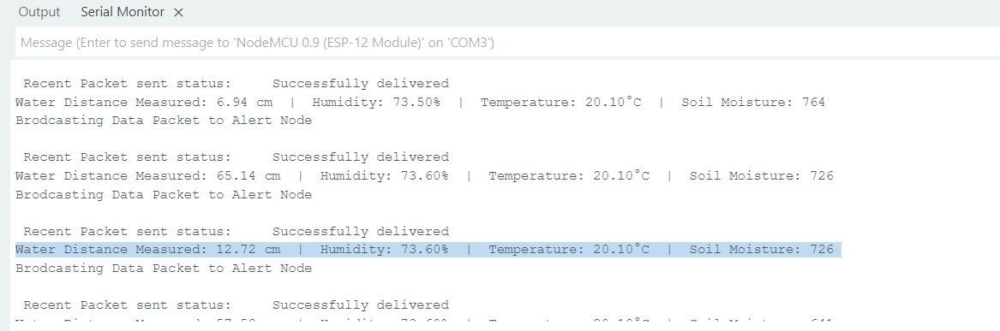 Output Serial Monitor ×
Message (Enter to send message to 'NodeMCU 0.9 (ESP-12 Module)' on 'COM3')
Recent Packet sent status: Successfully delivered
Water Distance Measured: 6.94 cm | Humidity: 73.50% | Temperature: 20.10°C | Soil Moisture: 764
Brodcasting Data Packet to Alert Node
Recent Packet sent status: Successfully delivered
Water Distance Measured: 65.14 cm | Humidity: 73.60% | Temperature: 20.10°C | Soil Moisture: 726
Brodcasting Data Packet to Alert Node
Recent Packet sent status: Successfully delivered
Water Distance Measured: 12.72 cm | Humidity: 73.60% | Temperature: 20.10°C | Soil Moisture: 726
Brodcasting Data Packet to Alert Node
Recent Packet sent status: Successfully delivered